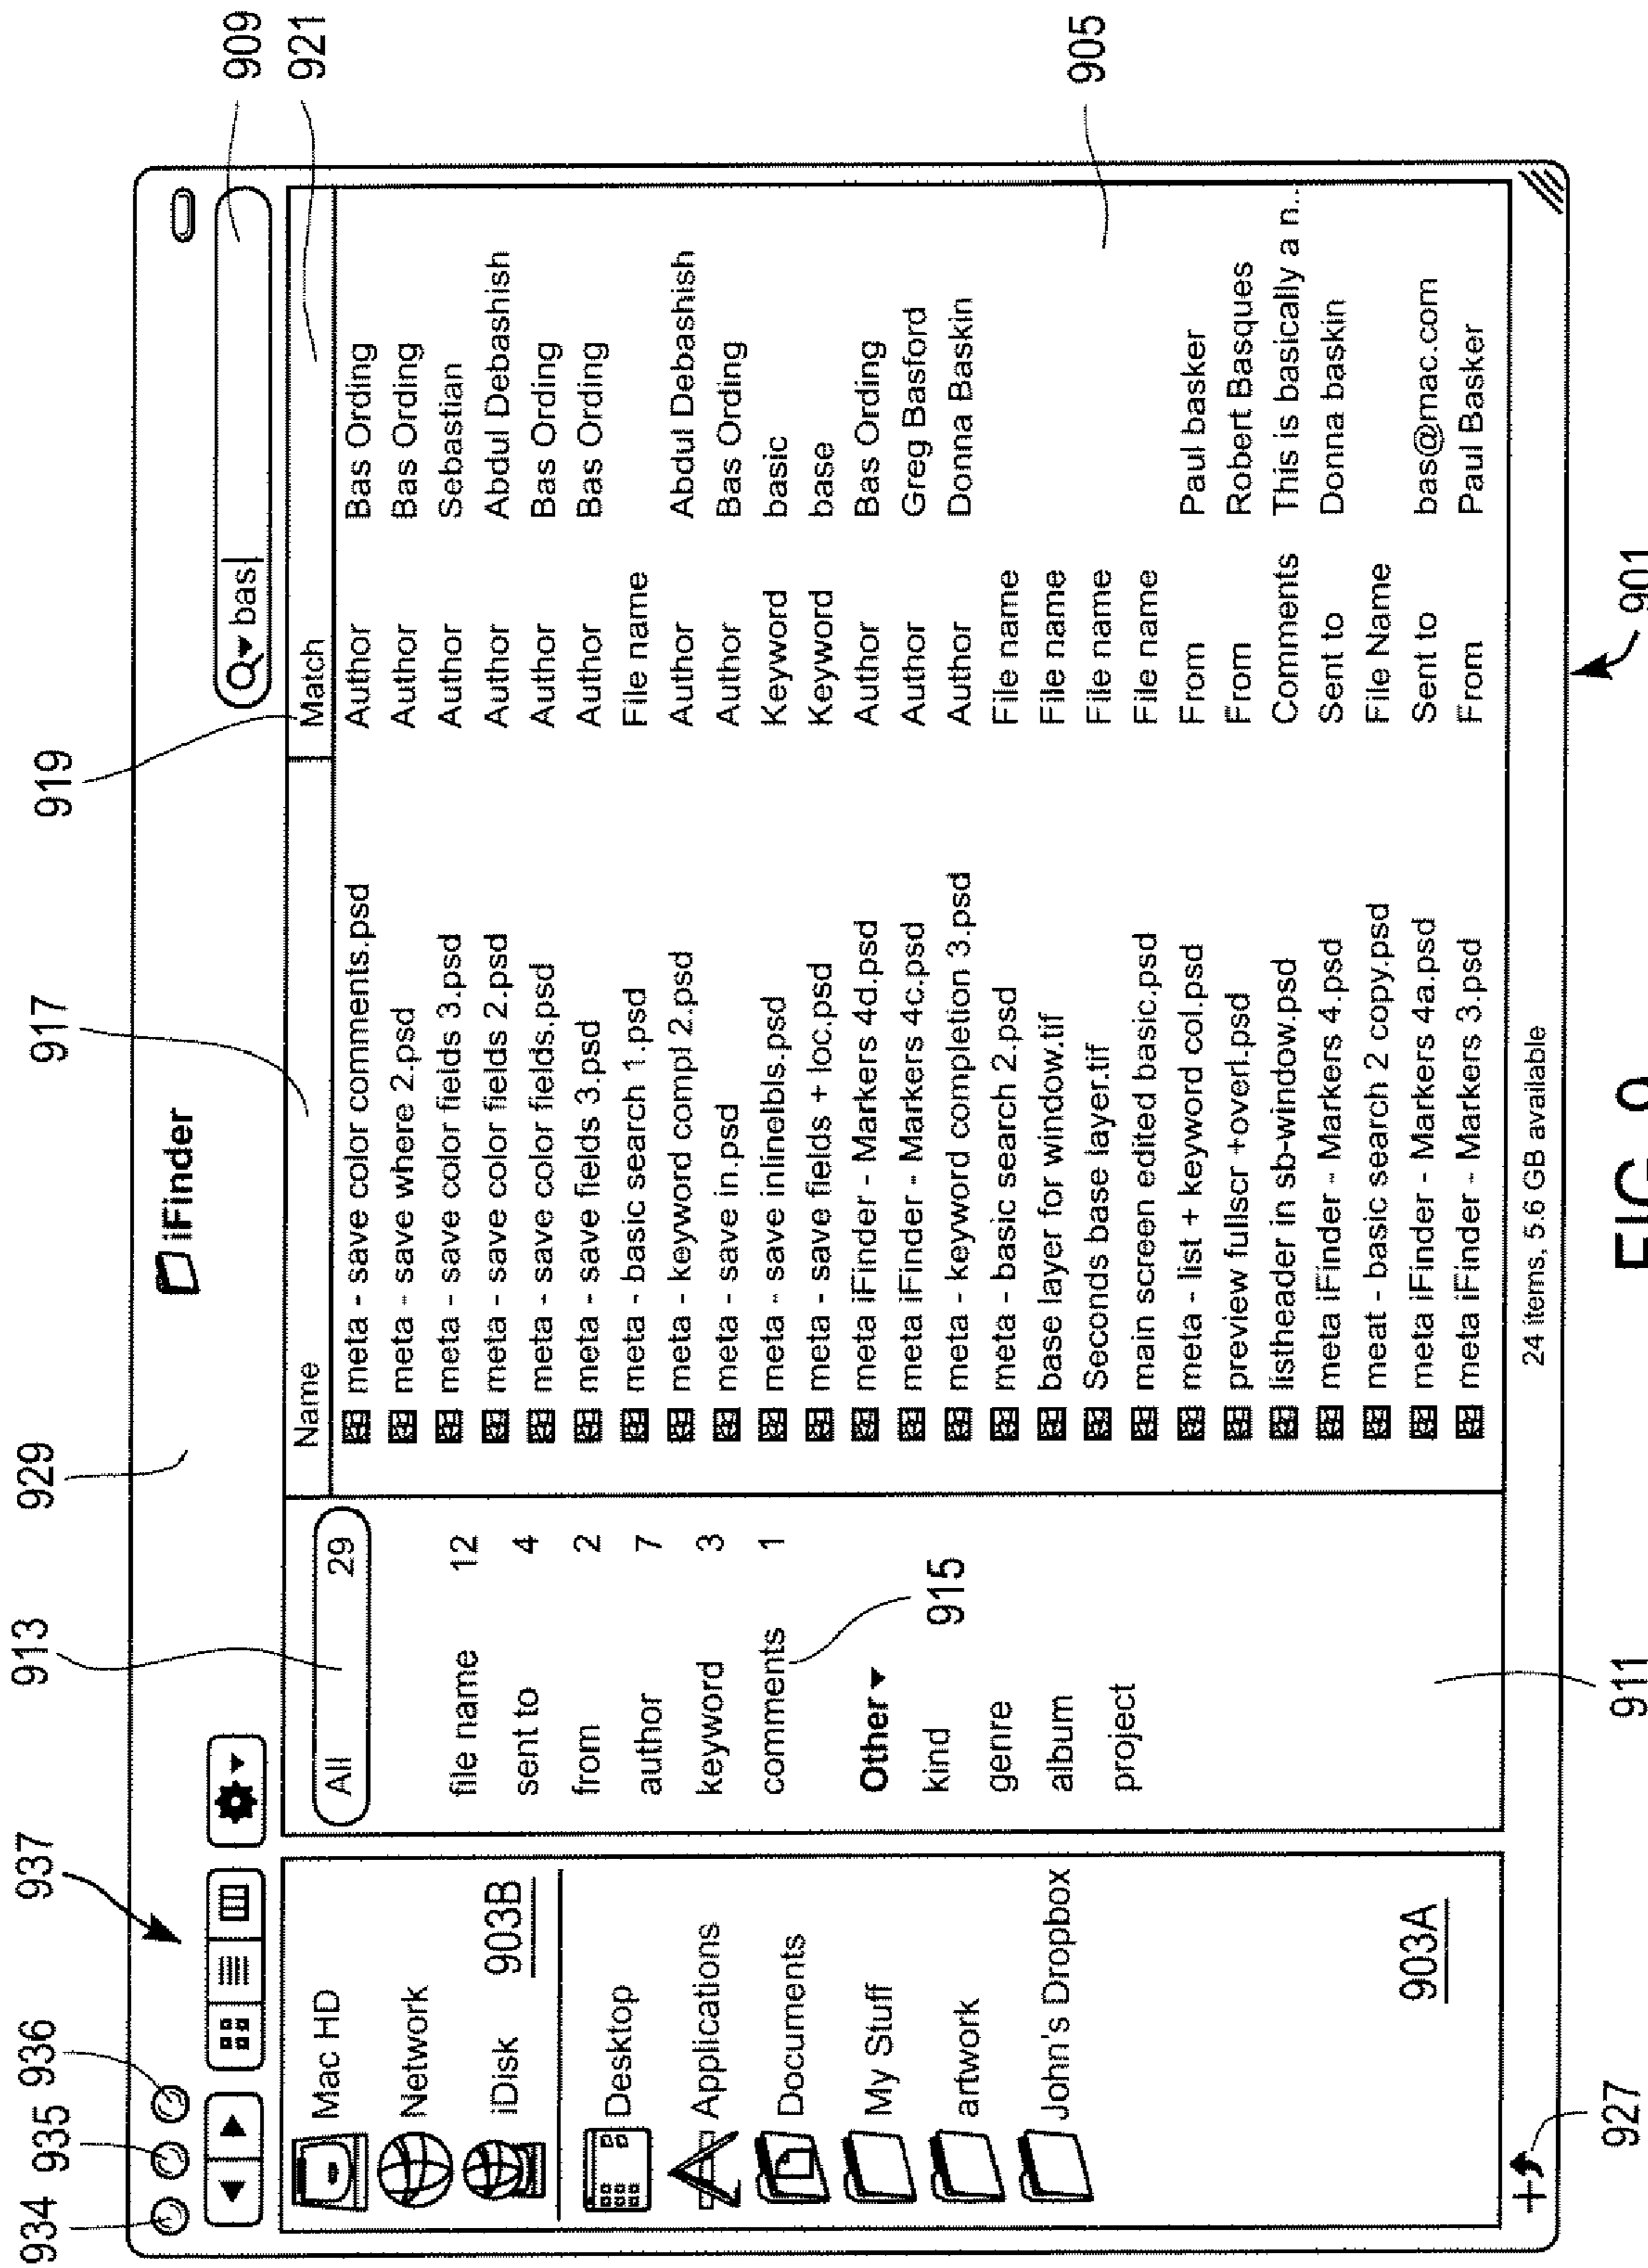 934 935 936 937 913 929 917 919
iFinder
909
bas
921
Mac HD
Network
iDisk
903B
Desktop
Applications
Documents
My Stuff
artwork
John's Dropbox
903A
All 29
file name 12
sent to 4
from 2
author 7
keyword 3
comments 1
915
Other
kind
genre
album
project
Name Match
meta - save color comments.psd Author Bas Ording
meta - save where 2.psd Author Bas Ording
meta - save color fields 3.psd Author Sebastian
meta - save color fields 2.psd Author Abdul Debashish
meta - save color fields.psd Author Bas Ording
meta - save fields 3.psd Author Bas Ording
meta - basic search 1.psd File name
meta - keyword compl 2.psd Author Abdul Debashish
meta - save in.psd Author Bas Ording
meta - save inlinelbls.psd Keyword basic
meta - save fields + loc.psd Keyword base
meta iFinder - Markers 4d.psd Author Bas Ording
meta iFinder - Markers 4c.psd Author Greg Basford
meta - keyword completion 3.psd Author Donna Baskin
meta - basic search 2.psd File name
base layer for window.tif File name
Seconds base layer.tif File name
main screen edited basic.psd File name
meta - list + keyword col.psd From Paul basker
preview fullscr +overl.psd From Robert Basques
listheader in sb-window.psd Comments This is basically a n..
meta iFinder - Markers 4.psd Sent to Donna baskin
meat - basic search 2 copy.psd File Name
meta iFinder - Markers 4a.psd Sent to bas@mac.com
meta iFinder - Markers 3.psd From Paul Basker
905
24 items, 5.6 GB available
927 911 901
FIG. 9